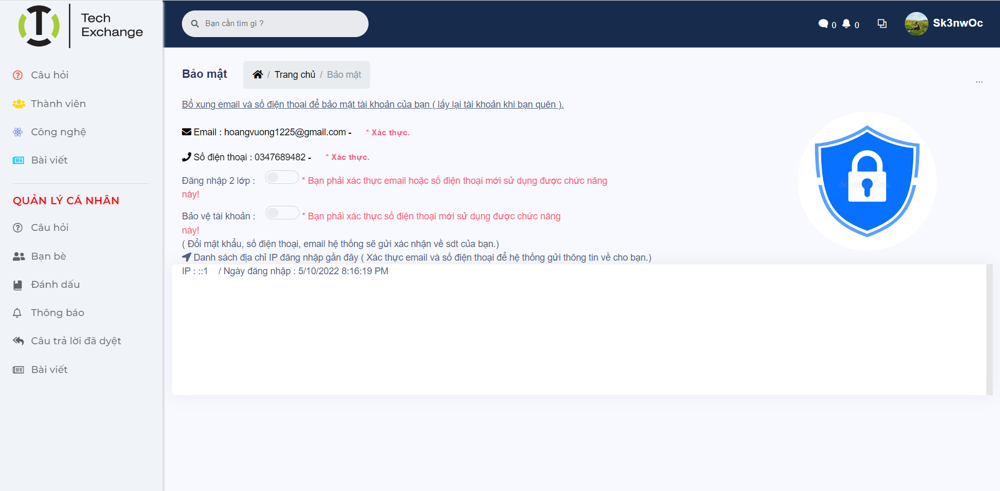 Tech
Exchange
Câu hỏi
Thành viên
Công nghệ
Bài viết
QUẢN LÝ CÁ NHÂN
Câu hỏi
Bạn bè
Đánh dấu
Thông báo
Câu trả lời đã dyệt
Bài viết
Bạn cần tìm gì ?
0 0
Sk3nwOc
Bảo mật
/ Trang chủ / Bảo mật
...
Bổ xung email và số điện thoại để bảo mật tài khoản của bạn ( lấy lại tài khoản khi bạn quên ).
Email : hoangvuong1225@gmail.com - * Xác thực.
Số điện thoại : 0347689482 - * Xác thực.
Đăng nhập 2 lớp : * Bạn phải xác thực email hoặc số điện thoại mới sử dụng được chức năng
này!
Bảo vệ tài khoản : * Bạn phải xác thực số điện thoại mới sử dụng được chức năng
này!
( Đổi mật khẩu, số điện thoại, email hệ thống sẽ gửi xác nhận về sdt của bạn.)
Danh sách địa chỉ IP đăng nhập gần đây ( Xác thực email và số điện thoại để hệ thống gửi thông tin về cho bạn.)
IP : ::1 / Ngày đăng nhập : 5/10/2022 8:16:19 PM